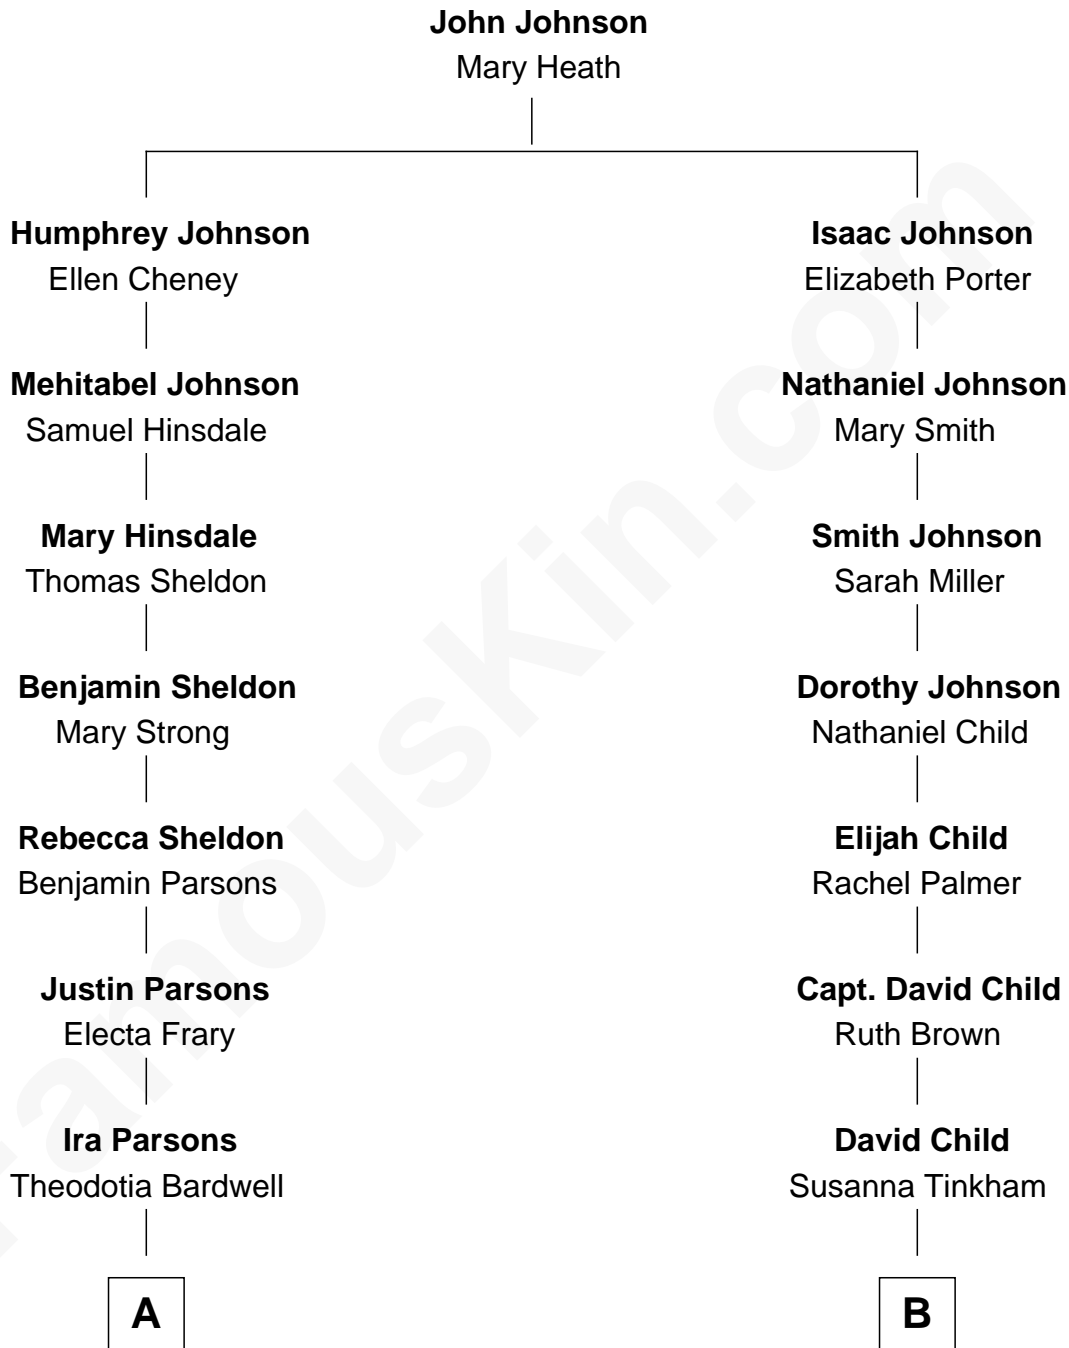 John Johnson
Mary Heath
Humphrey Johnson
Ellen Cheney
Isaac Johnson
Elizabeth Porter
Mehitabel Johnson
Samuel Hinsdale
Nathaniel Johnson
Mary Smith
Mary Hinsdale
Thomas Sheldon
Smith Johnson
Sarah Miller
Benjamin Sheldon
Mary Strong
Dorothy Johnson
Nathaniel Child
Rebecca Sheldon
Benjamin Parsons
Elijah Child
Rachel Palmer
Justin Parsons
Electa Frary
Capt. David Child
Ruth Brown
Ira Parsons
Theodotia Bardwell
David Child
Susanna Tinkham
A
B
FamousKin.com